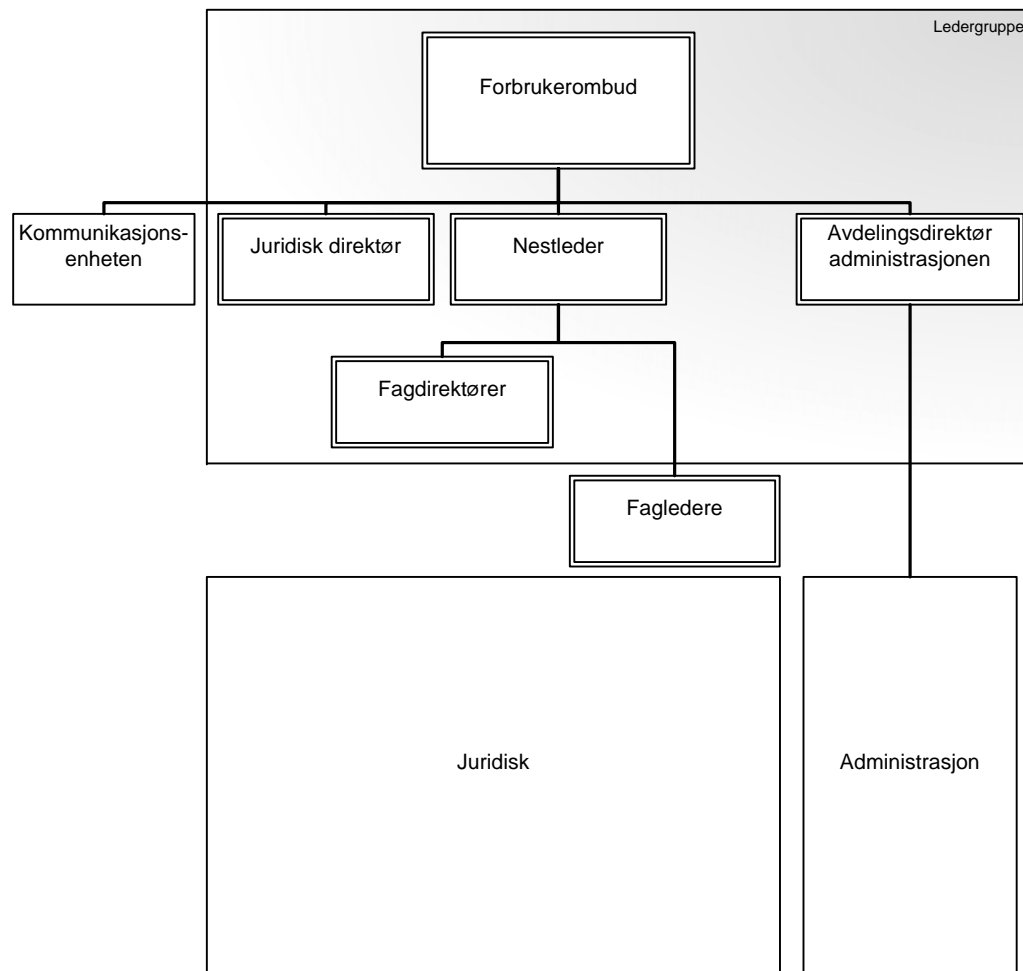 Ledergruppe
Forbrukerombud
Kommunikasjons-
enheten
Juridisk direktør
Nestleder
Avdelingsdirektør
administrasjonen
Fagdirektører
Fagledere
Juridisk
Administrasjon